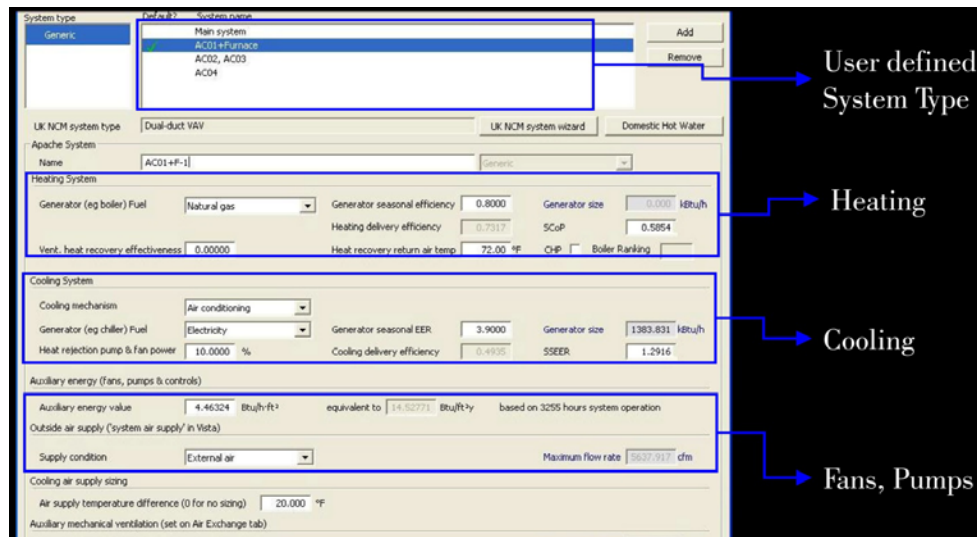 System type Default? System name
Generic
Main system
AC01+Furnace
AC02, AC03
AC04
Add
Remove
User defined
System Type
UK NCM system type Dual-duct VAV UK NCM system wizard Domestic Hot Water
Apache System
Name AC01+F-1 Generic
Heating System
Heating
Generator (eg boiler) Fuel Natural gas Generator seasonal efficiency 0.8000 Generator size 0.000 kBtu/h
Heating delivery efficiency 0.7317 SCoP 0.5854
Vent. heat recovery effectiveness 0.00000 Heat recovery return air temp 72.00 °F CHP Boiler Ranking
Cooling System
Cooling mechanism Air conditioning
Generator (eg chiller) Fuel Electricity Generator seasonal EER 3.9000 Generator size 1383.831 kBtu/h
Cooling
Heat rejection pump & fan power 10.0000 % Cooling delivery efficiency 0.4935 SSEER 1.2916
Auxiliary energy (fans, pumps & controls)
Auxiliary energy value 4.46324 Btu/h·ft² equivalent to 14.52771 Btu/ft²y based on 3255 hours system operation
Outside air supply ('system air supply' in Vista)
Supply condition External air Maximum flow rate 5637.917 cfm
Fans, Pumps
Cooling air supply sizing
Air supply temperature difference (0 for no sizing) 20.000 °F
Auxiliary mechanical ventilation (set on Air Exchange tab)